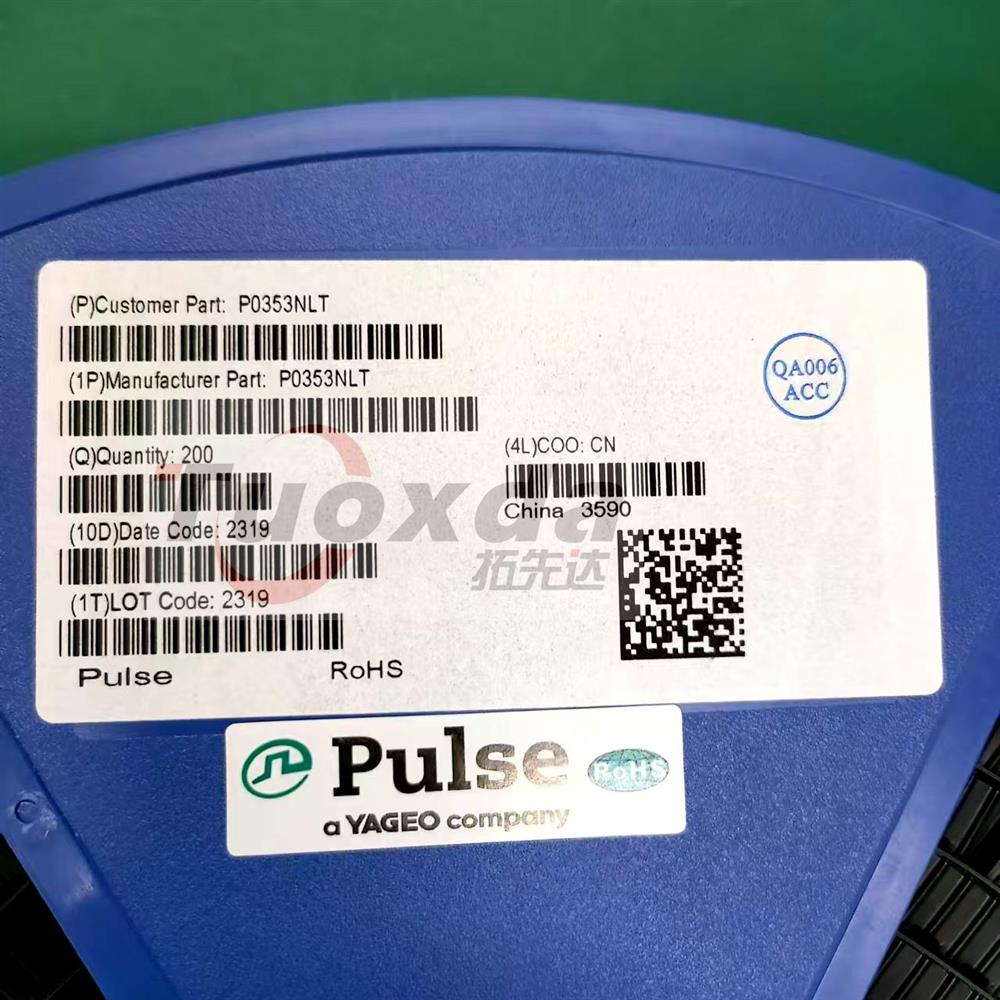 (P)Customer Part: P0353NLT
(1P)Manufacturer Part: P0353NLT
(Q)Quantity: 200
(10D)Date Code: 2319
(1T)LOT Code: 2319
Pulse
RoHS
(4L)COO: CN
China 3590
QA006
ACC
Tuoxda
拓先达
Pulse
RoHS
a YAGEO company